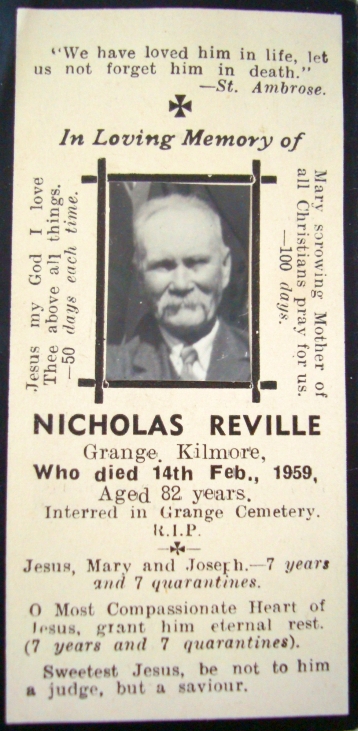 "We have loved him in life, let
us not forget him in death."
—St. Ambrose.
In Loving Memory of
Jesus my God I love
Thee above all things.
—50 days each time.
Mary sorowing Mother of
all Christians pray for us.
—100 days.
NICHOLAS REVILLE
Grange, Kilmore,
Who died 14th Feb., 1959,
Aged 82 years.
Interred in Grange Cemetery.
R.I.P.
Jesus, Mary and Joseph.—7 years
and 7 quarantines.
O Most Compassionate Heart of
Jesus, grant him eternal rest.
(7 years and 7 quarantines).
Sweetest Jesus, be not to him
a judge, but a saviour.